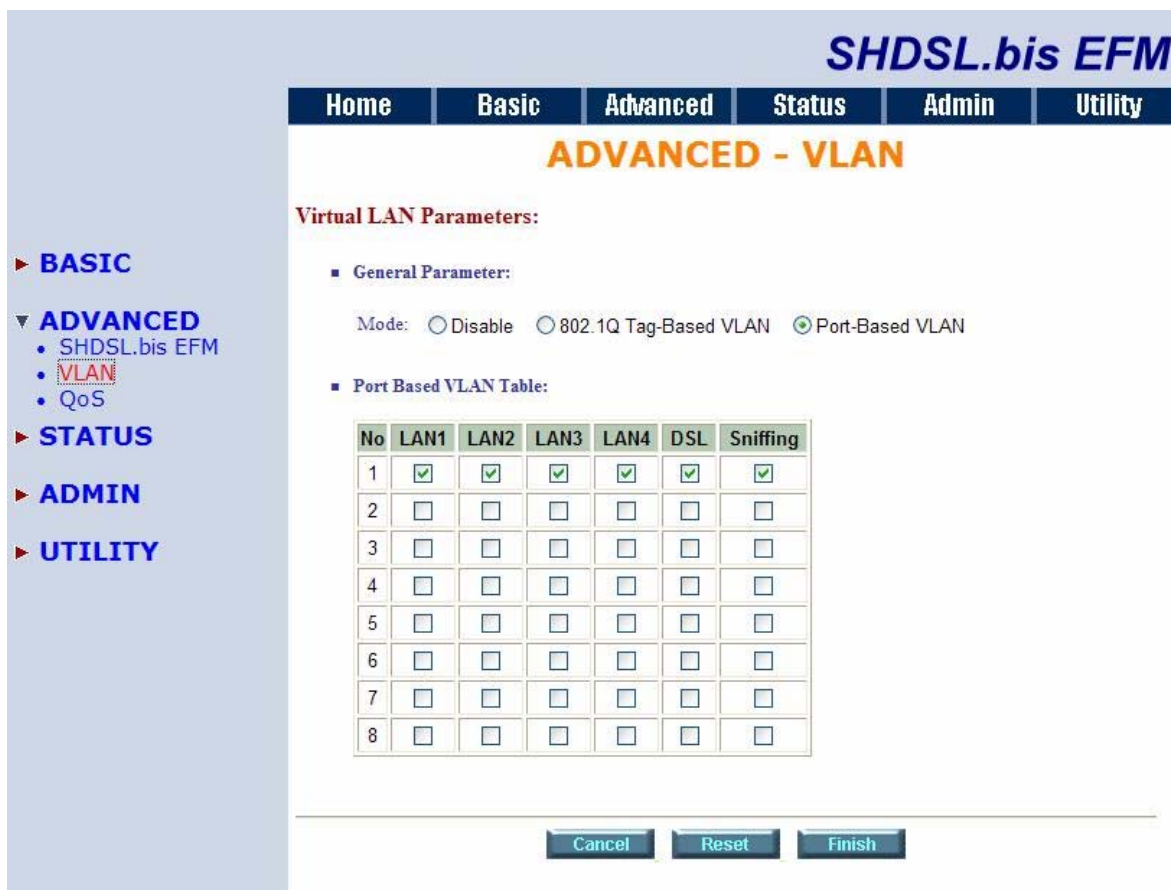 SHDSL.bis EFM
Home Basic Advanced Status Admin Utility
ADVANCED - VLAN
Virtual LAN Parameters:
BASIC
ADVANCED
SHDSL.bis EFM
VLAN
QoS
STATUS
ADMIN
UTILITY
General Parameter:
Mode: Disable 802.1Q Tag-Based VLAN Port-Based VLAN
Port Based VLAN Table:
No LAN1 LAN2 LAN3 LAN4 DSL Sniffing
1
2
3
4
5
6
7
8
Cancel Reset Finish